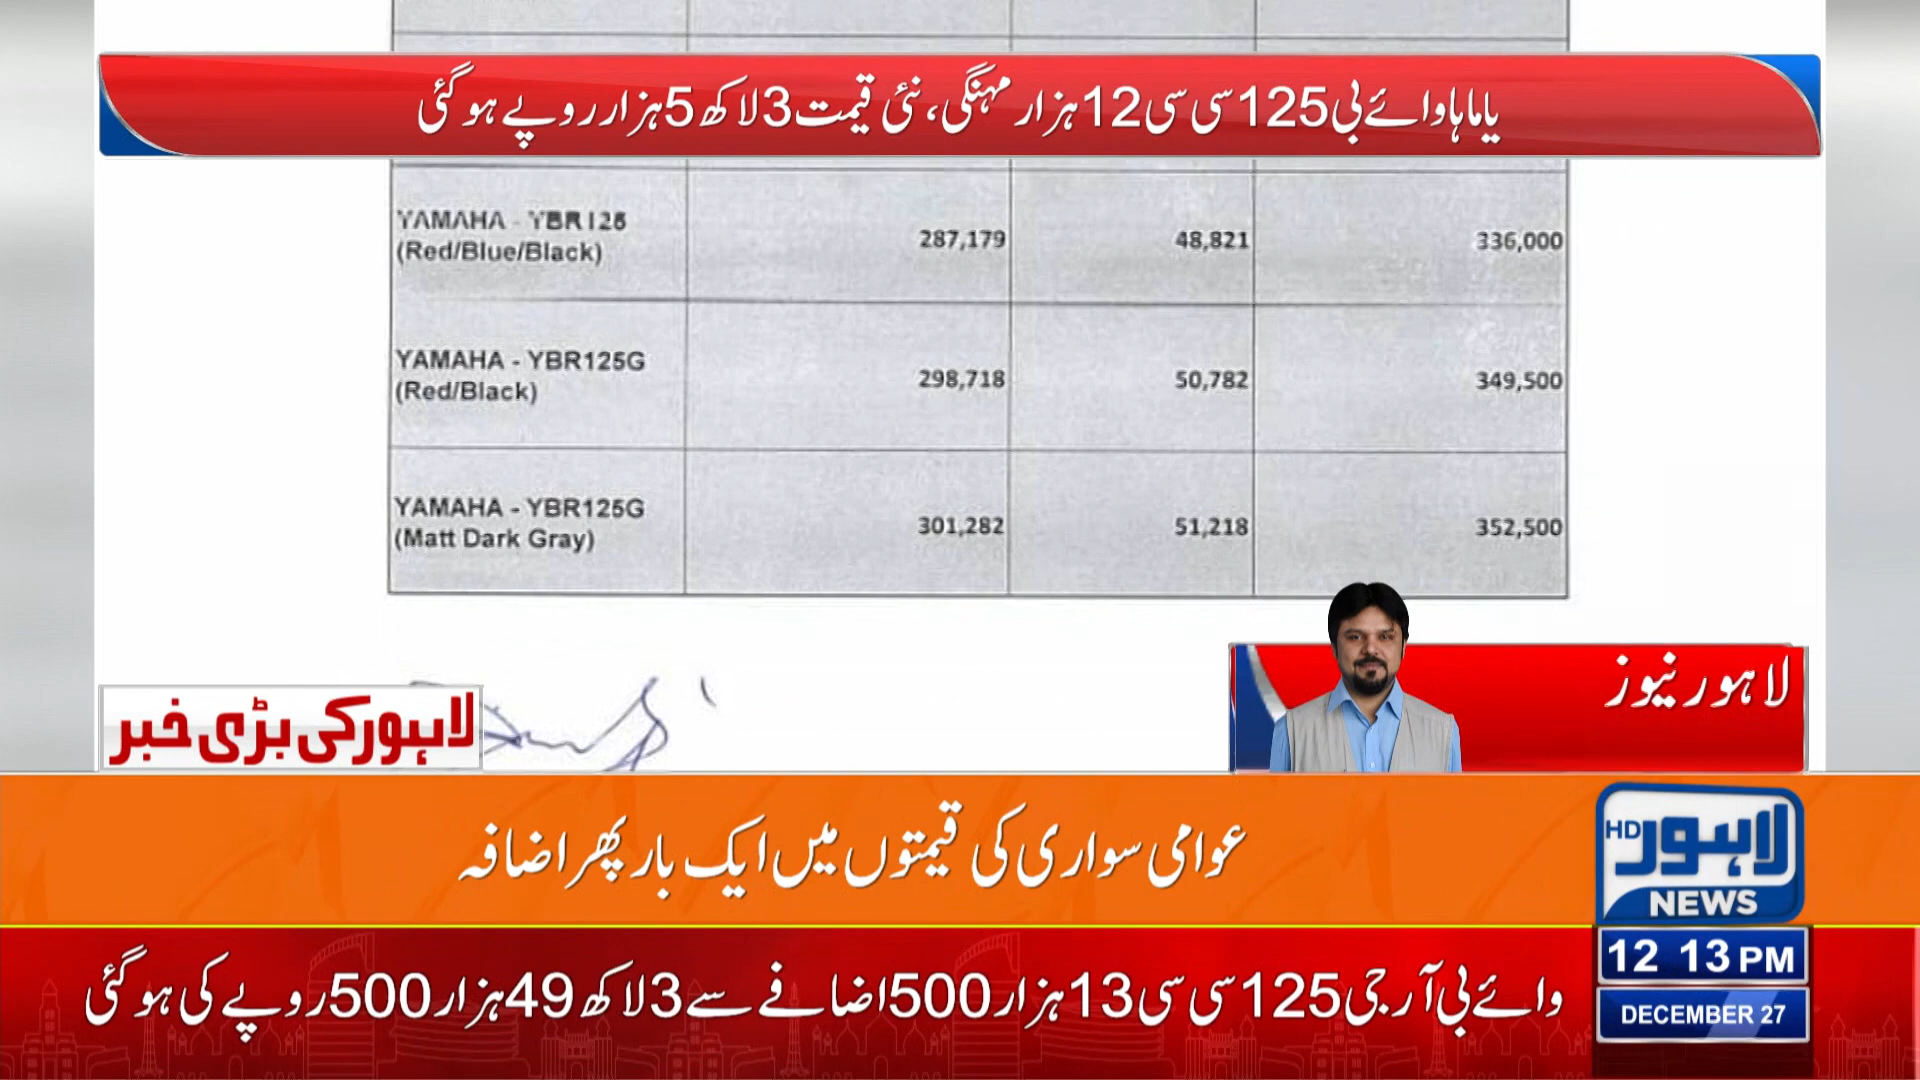 یاماہا وائے بی 125 سی سی 12 ہزار مہنگی، نئی قیمت 3 لاکھ 5 ہزار روپے ہوگئی
YAMAHA - YBR125 287,179 48,821 336,000
(Red/Blue/Black)
YAMAHA - YBR125G 298,718 50,782 349,500
(Red/Black)
YAMAHA - YBR125G 301,282 51,218 352,500
(Matt Dark Gray)
لاہور نیوز
لاہور کی بڑی خبر
عوامی سواری کی قیمتوں میں ایک بار پھر اضافہ
لاہور HD
NEWS
12 13 PM
DECEMBER 27
وائے بی آر جی 125 سی سی 13 ہزار 500 اضافے سے 3 لاکھ 49 ہزار 500 روپے کی ہوگئی